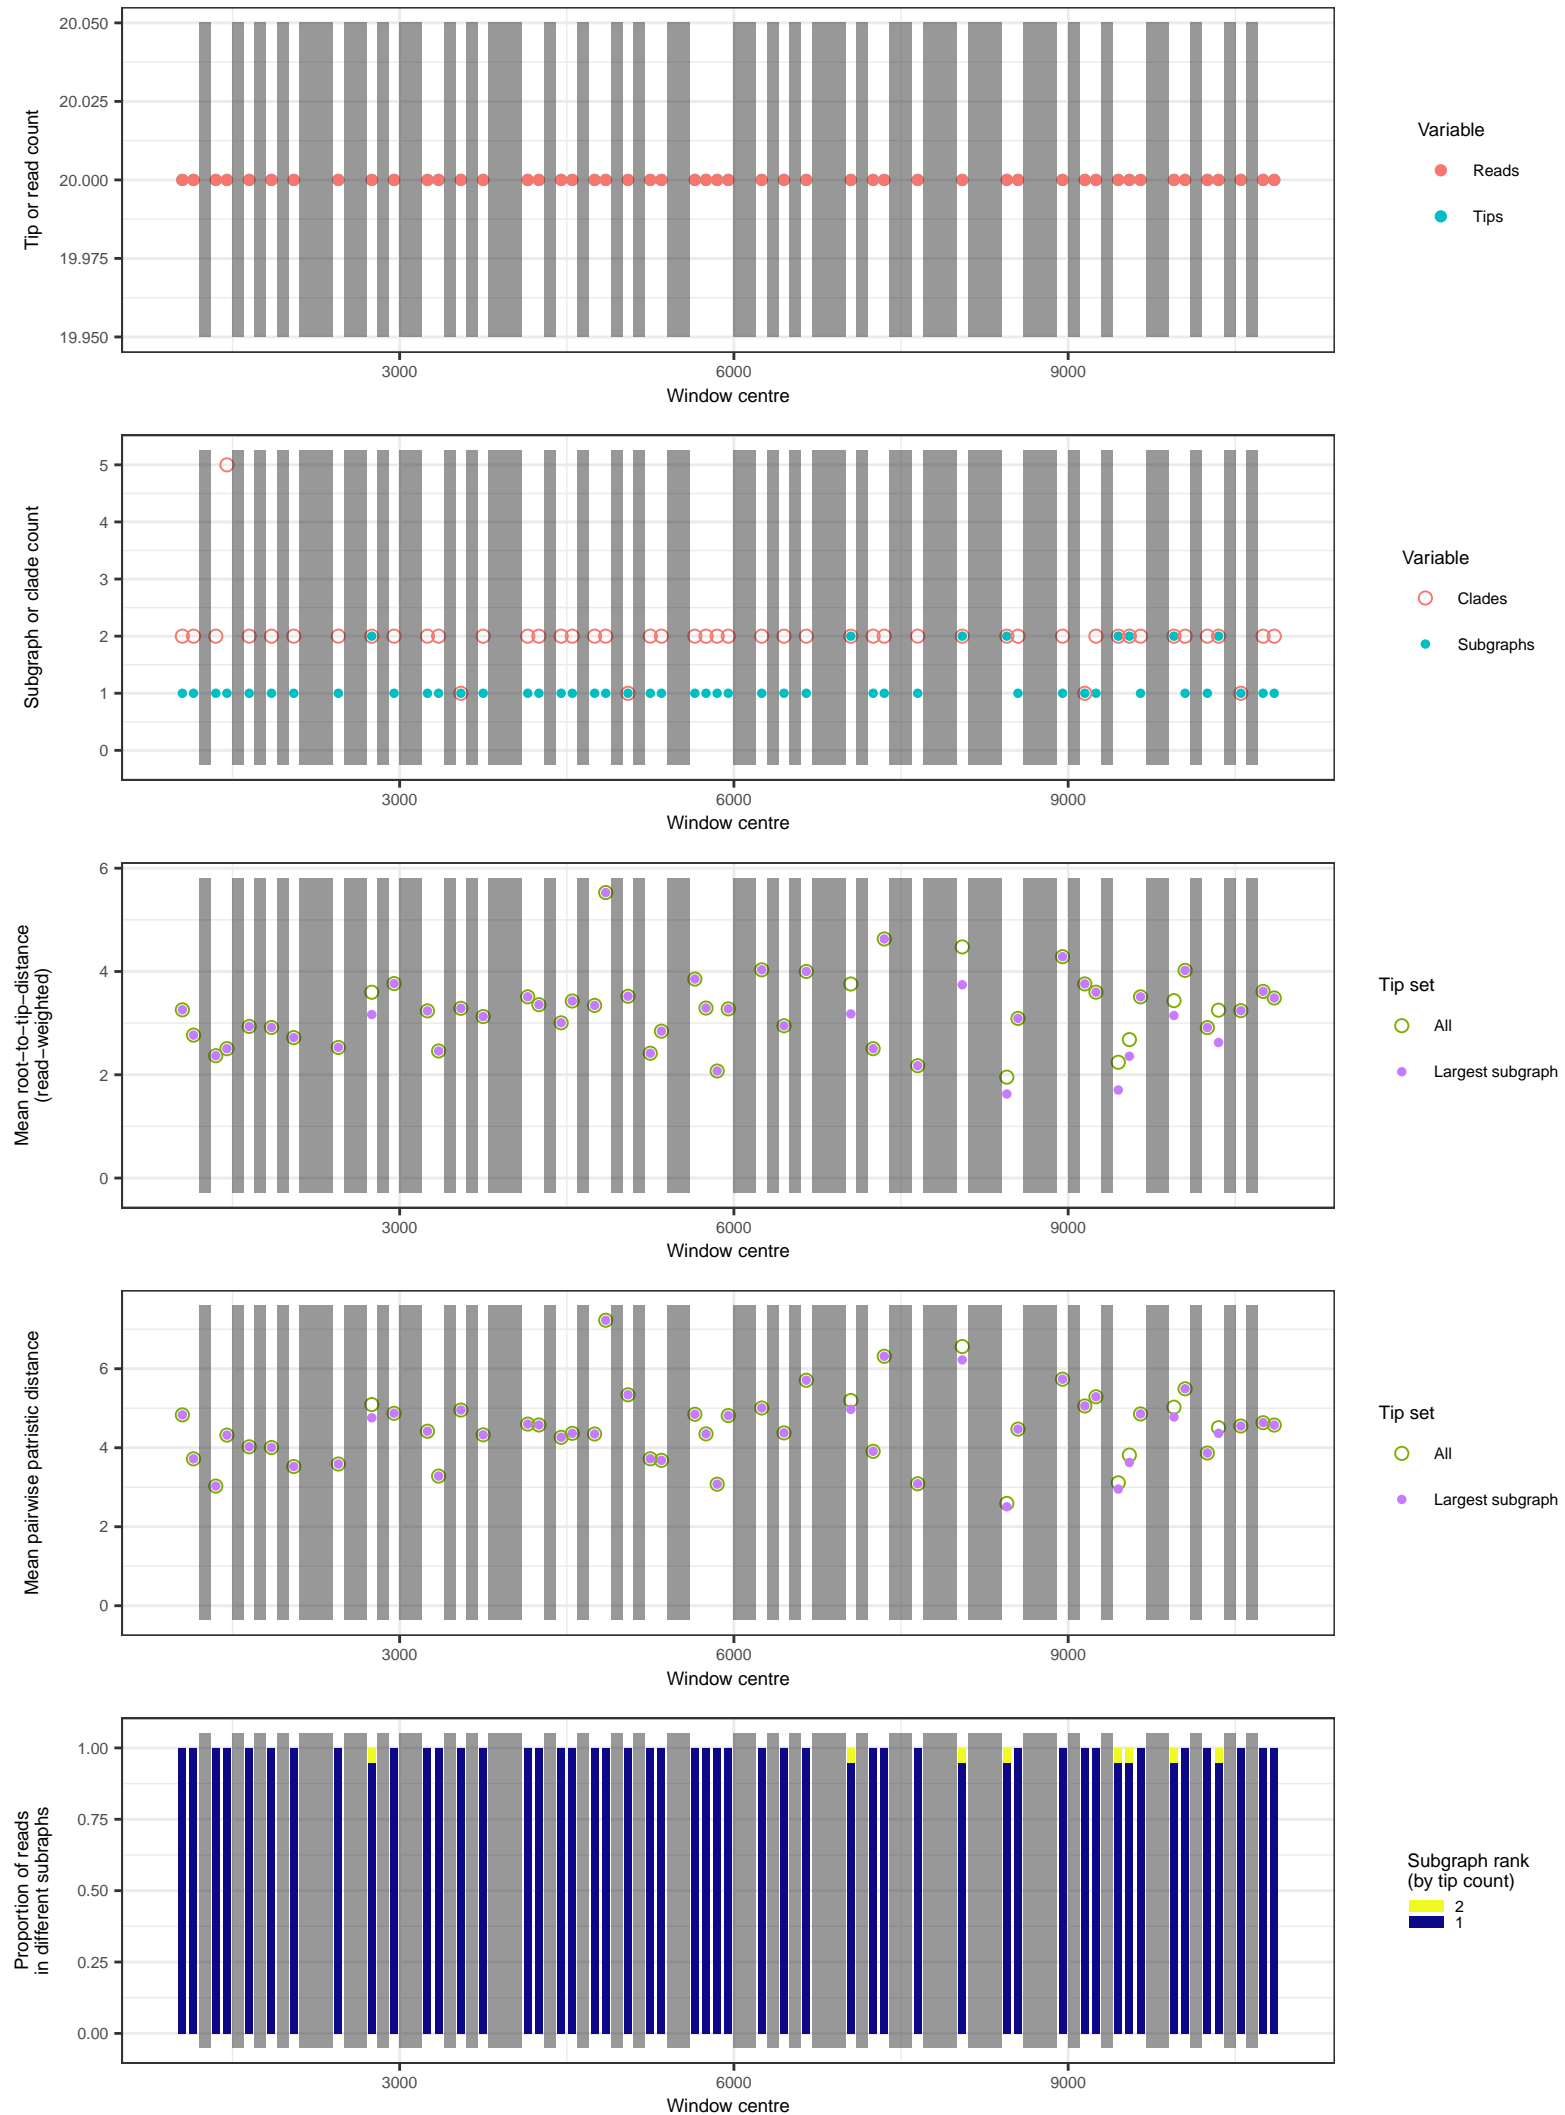 20.050
20.025
20.000
19.975
19.950
Tip or read count
3000
6000
9000
Window centre
Variable
Reads
Tips
5
4
3
2
1
0
Subgraph or clade count
3000
6000
9000
Window centre
Variable
Clades
Subgraphs
6
4
2
0
Mean root−to−tip−distance
(read−weighted)
3000
6000
9000
Window centre
Tip set
All
Largest subgraph
6
4
2
0
Mean pairwise patristic distance
3000
6000
9000
Window centre
Tip set
All
Largest subgraph
1.00
0.75
0.50
0.25
0.00
Proportion of reads
in different subraphs
3000
6000
9000
Window centre
Subgraph rank
(by tip count)
2
1